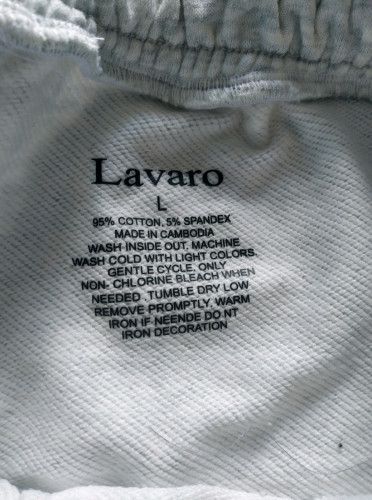 Lavaro
L
95% COTTON, 5% SPANDEX
MADE IN CAMBODIA
WASH INSIDE OUT, MACHINE
WASH COLD WITH LIGHT COLORS.
GENTLE CYCLE, ONLY
NON- CHLORINE BLEACH WHEN
NEEDED .TUMBLE DRY LOW
REMOVE PROMPTLY, WARM
IRON IF NEENDE DO NT
IRON DECORATION